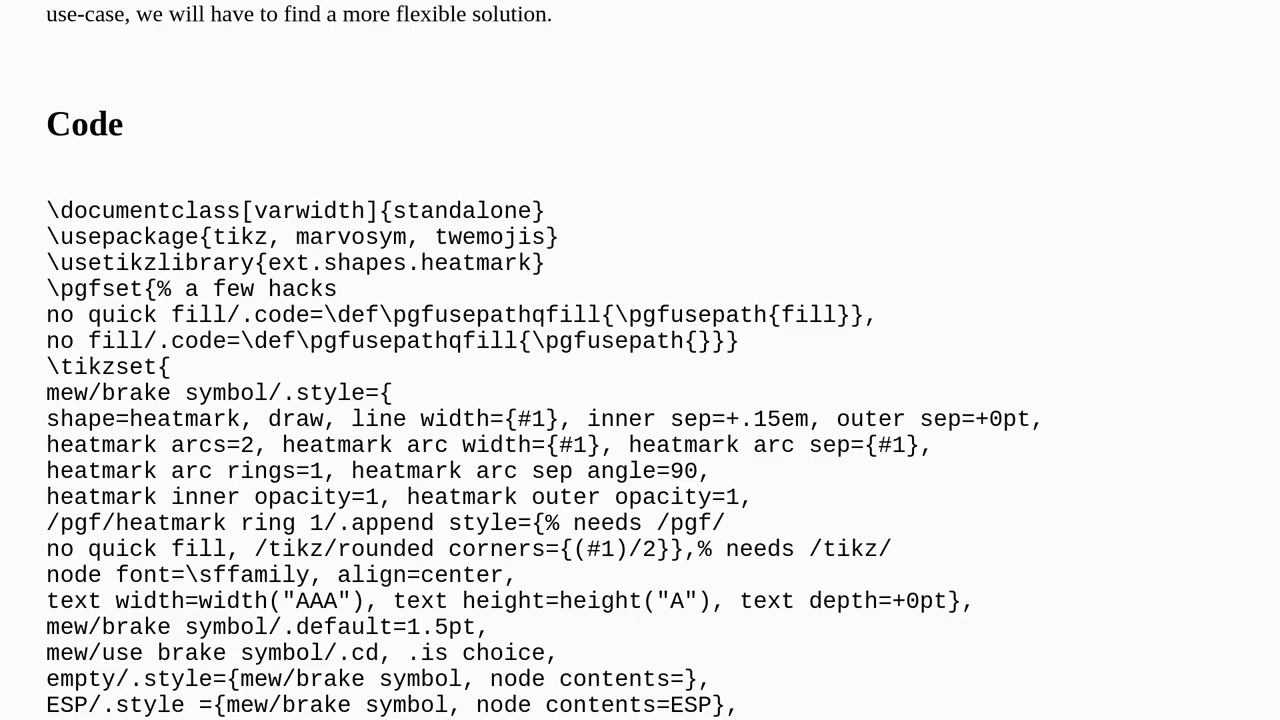 use-case, we will have to find a more flexible solution.
Code
\documentclass[varwidth]{standalone}
\usepackage{tikz, marvosym, twemojis}
\usetikzlibrary{ext.shapes.heatmark}
\pgfset{% a few hacks
no quick fill/.code=\def\pgfusepathqfill{\pgfusepath{fill}},
no fill/.code=\def\pgfusepathqfill{\pgfusepath{}}}
\tikzset{
mew/brake symbol/.style={
shape=heatmark, draw, line width={#1}, inner sep=+.15em, outer sep=+0pt,
heatmark arcs=2, heatmark arc width={#1}, heatmark arc sep={#1},
heatmark arc rings=1, heatmark arc sep angle=90,
heatmark inner opacity=1, heatmark outer opacity=1,
/pgf/heatmark ring 1/.append style={% needs /pgf/
no quick fill, /tikz/rounded corners={(#1)/2}},% needs /tikz/
node font=\sffamily, align=center,
text width=width("AAA"), text height=height("A"), text depth=+0pt},
mew/brake symbol/.default=1.5pt,
mew/use brake symbol/.cd, .is choice,
empty/.style={mew/brake symbol, node contents=},
ESP/.style ={mew/brake symbol, node contents=ESP},